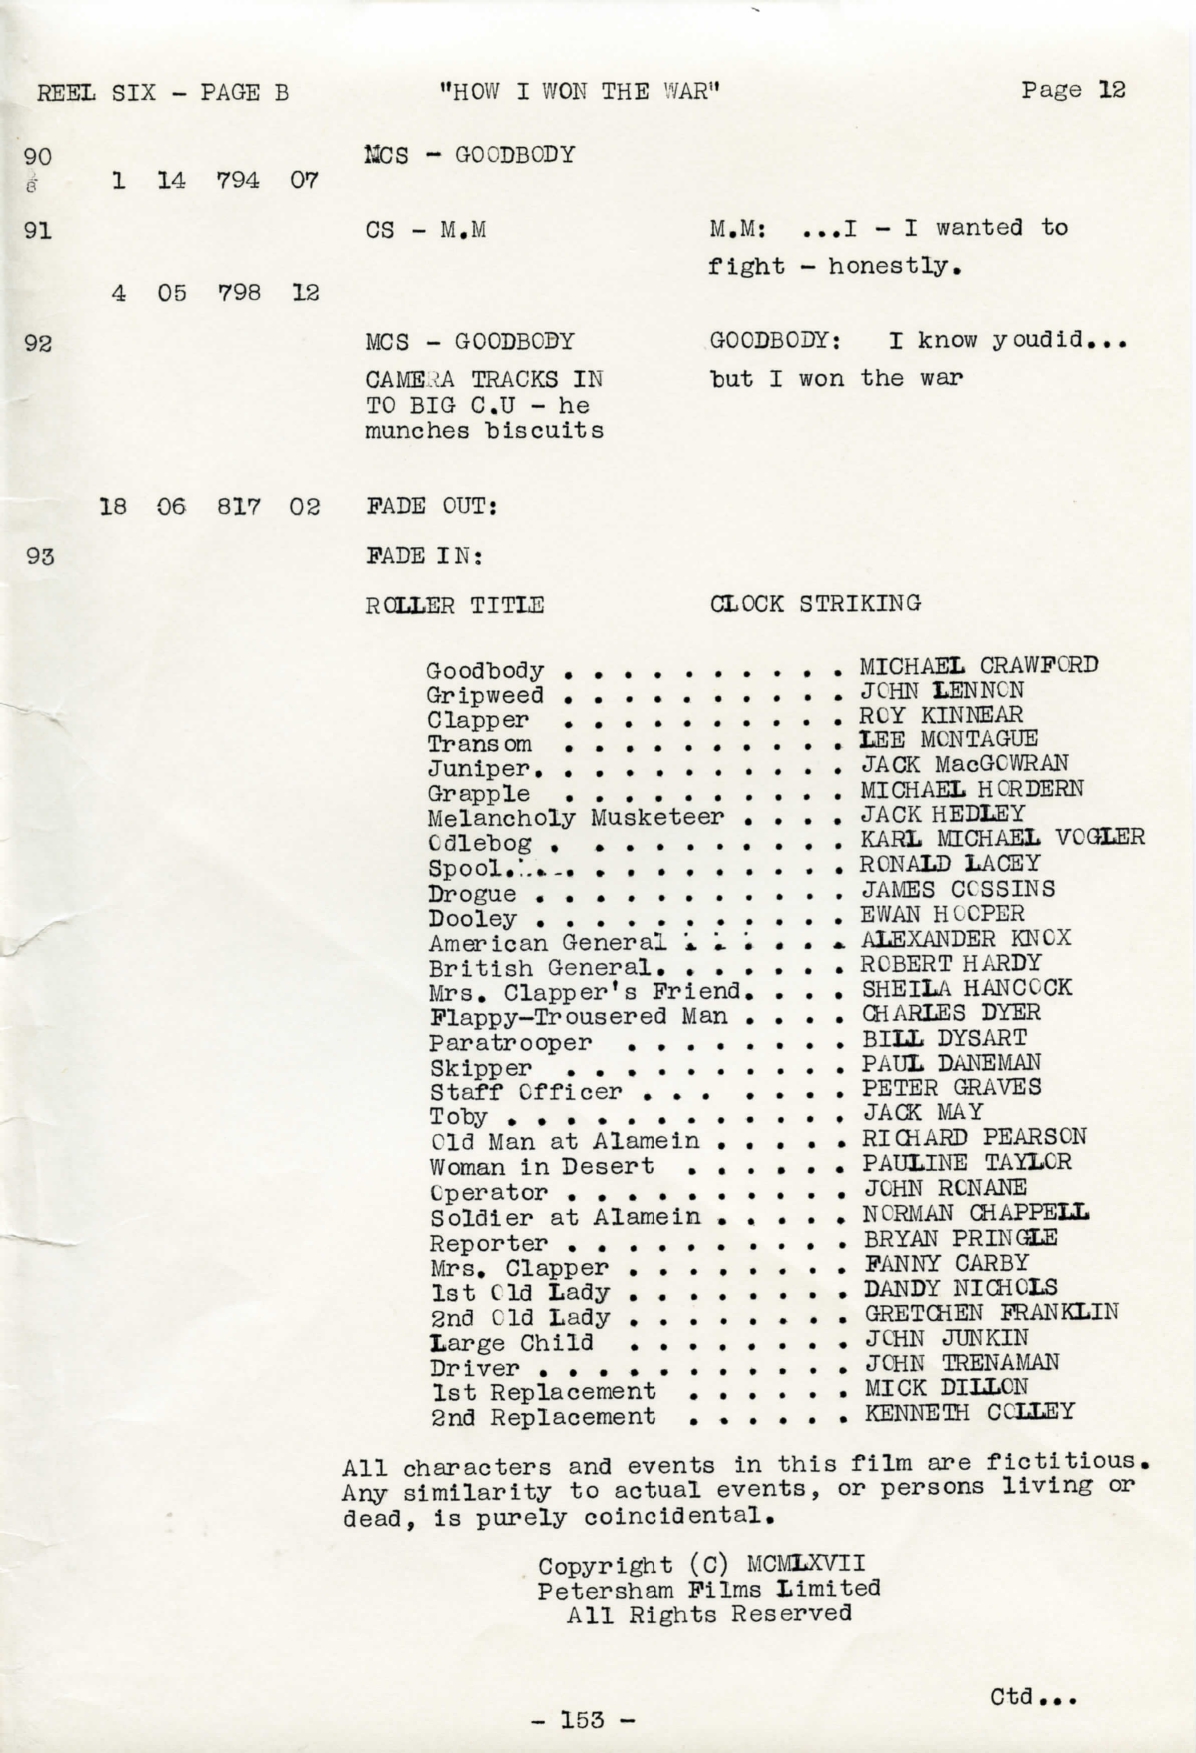 REEL SIX - PAGE B "HOW I WON THE WAR" Page 12
90 MCS - GOODBODY
1 14 794 07
91 CS - M.M M.M: ...I - I wanted to
fight - honestly.
4 05 798 12
92 MCS - GOODBODY GOODBODY: I know youdid...
CAMERA TRACKS IN but I won the war
TO BIG C.U - he
munches biscuits
18 06 817 02 FADE OUT:
93 FADE IN:
ROLLER TITLE CLOCK STRIKING
Goodbody . . . . . . . . . . MICHAEL CRAWFORD
Gripweed . . . . . . . . . . JOHN LENNON
Clapper . . . . . . . . . . ROY KINNEAR
Transom . . . . . . . . . . LEE MONTAGUE
Juniper. . . . . . . . . . . JACK MacGOWRAN
Grapple . . . . . . . . . . MICHAEL HORDERN
Melancholy Musketeer . . . . JACK HEDLEY
Odlebog . . . . . . . . . . KARL MICHAEL VOGLER
Spool. . . . . . . . . . . . RONALD LACEY
Drogue . . . . . . . . . . . JAMES COSSINS
Dooley . . . . . . . . . . . EWAN HOOPER
American General . . . . . . ALEXANDER KNOX
British General. . . . . . . ROBERT HARDY
Mrs. Clapper's Friend. . . . SHEILA HANCOCK
Flappy-Trousered Man . . . . CHARLES DYER
Paratrooper . . . . . . . . BILL DYSART
Skipper . . . . . . . . . . PAUL DANEMAN
Staff Officer . . . . . . . PETER GRAVES
Toby . . . . . . . . . . . . JACK MAY
Old Man at Alamein . . . . . RICHARD PEARSON
Woman in Desert . . . . . . PAULINE TAYLOR
Operator . . . . . . . . . . JOHN RONANE
Soldier at Alamein . . . . . NORMAN CHAPPELL
Reporter . . . . . . . . . . BRYAN PRINGLE
Mrs. Clapper . . . . . . . . FANNY CARBY
1st Old Lady . . . . . . . . DANDY NICHOLS
2nd Old Lady . . . . . . . . GRETCHEN FRANKLIN
Large Child . . . . . . . . JOHN JUNKIN
Driver . . . . . . . . . . . JOHN TRENAMAN
1st Replacement . . . . . . MICK DILLON
2nd Replacement . . . . . . KENNETH COLLEY
All characters and events in this film are fictitious.
Any similarity to actual events, or persons living or
dead, is purely coincidental.
Copyright (C) MCMLXVII
Petersham Films Limited
All Rights Reserved
Ctd...
- 153 -